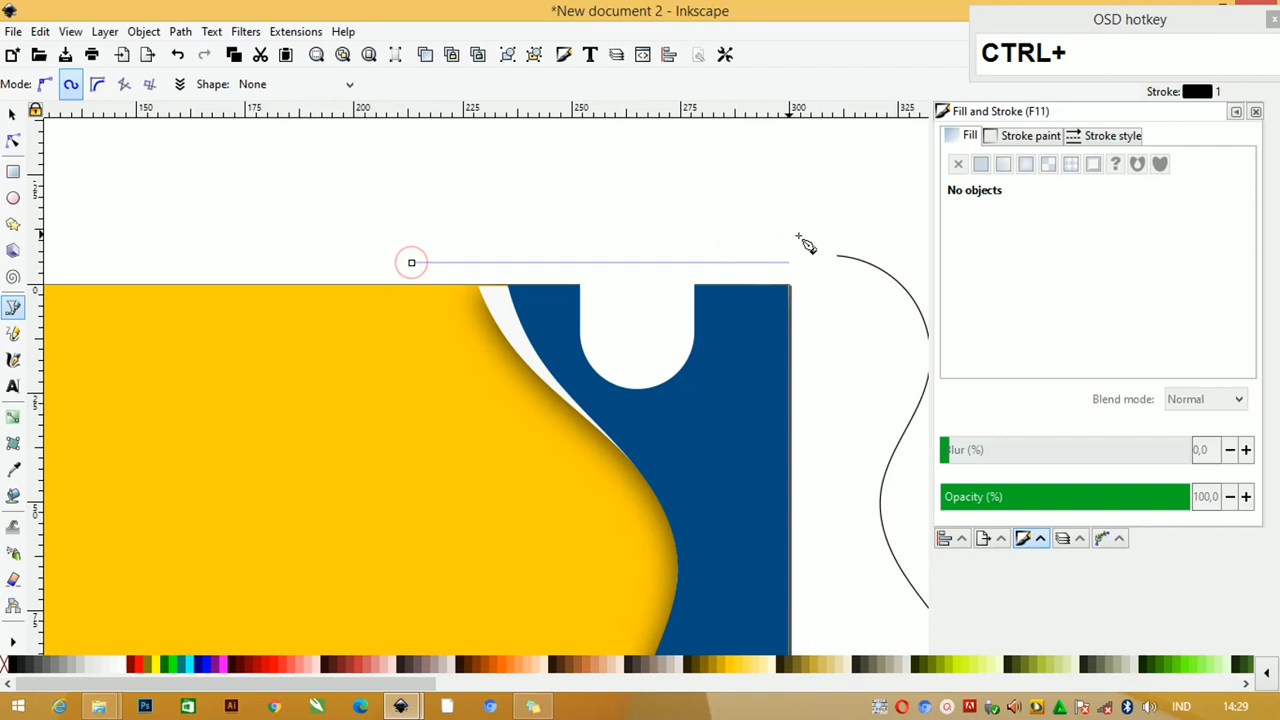 *New document 2 - Inkscape
OSD hotkey
CTRL+
File Edit View Layer Object Path Text Filters Extensions Help
Mode: Shape: None
Stroke: 1
150 175 200 225 250 275 300 325
Fill and Stroke (F11)
Fill Stroke paint Stroke style
No objects
Blend mode: Normal
Blur (%) 0,0
Opacity (%) 100,0
IND 14:29